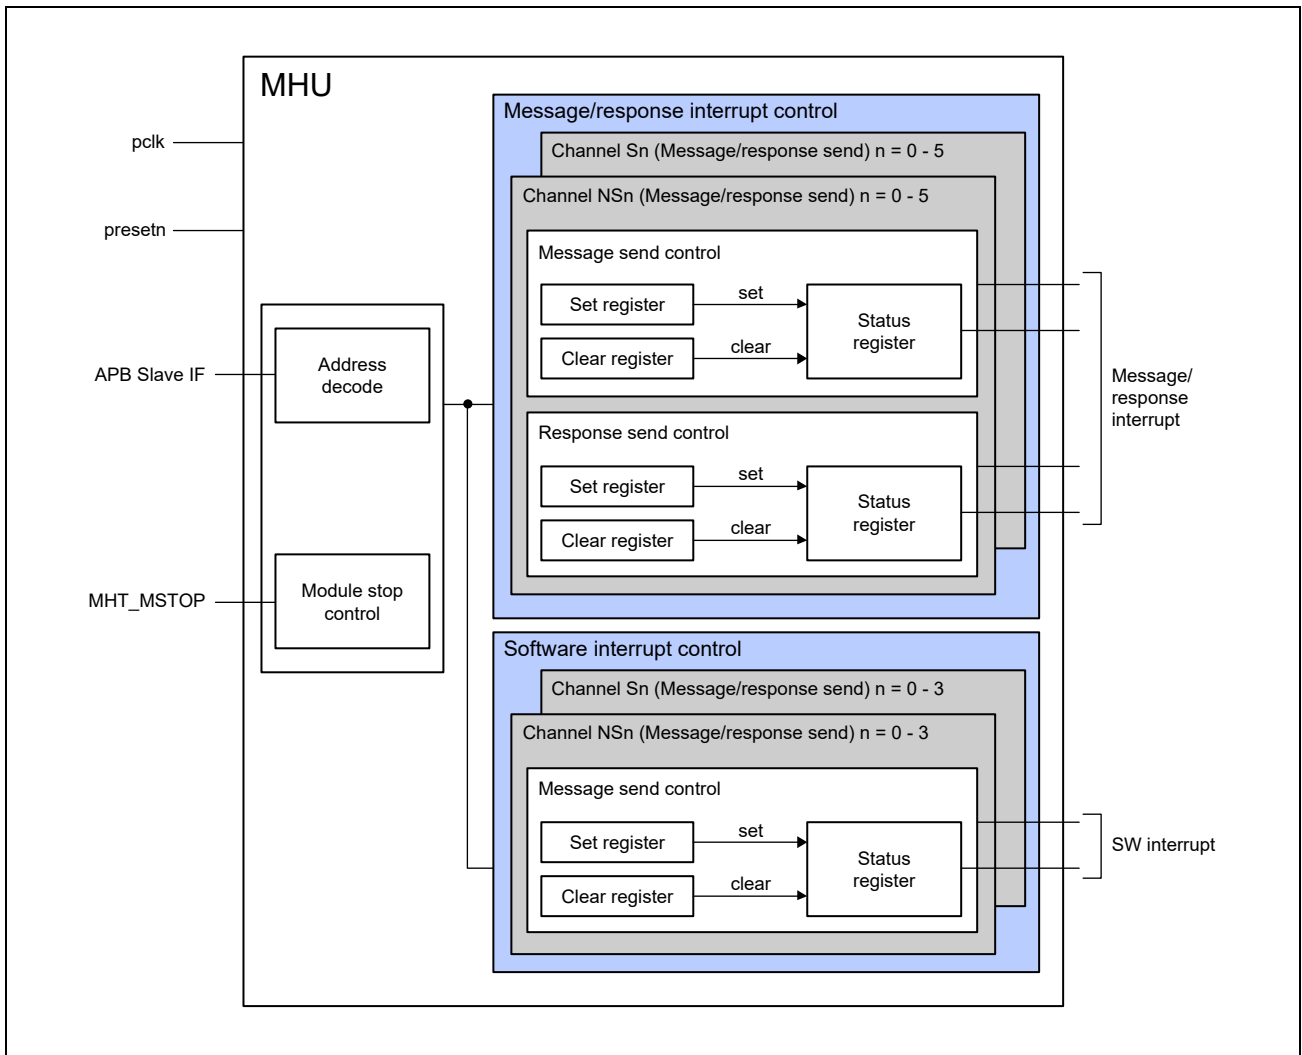 MHU
pclk
presetn
APB Slave IF
MHT_MSTOP
Address
decode
Module stop
control
Message/response interrupt control
Channel Sn (Message/response send) n = 0 - 5
Channel NSn (Message/response send) n = 0 - 5
Message send control
Set register
set
Clear register
clear
Status
register
Response send control
Set register
set
Clear register
clear
Status
register
Message/
response
interrupt
Software interrupt control
Channel Sn (Message/response send) n = 0 - 3
Channel NSn (Message/response send) n = 0 - 3
Message send control
Set register
set
Clear register
clear
Status
register
SW interrupt